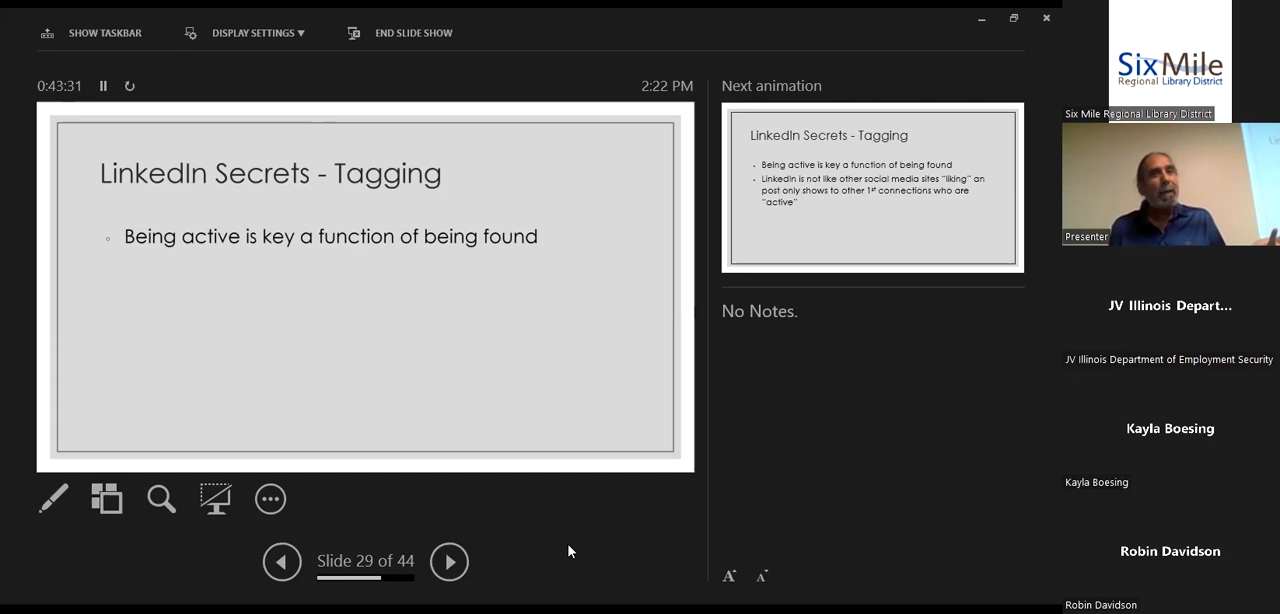 SHOW TASKBAR
DISPLAY SETTINGS ▼
END SLIDE SHOW
0:43:31
2:22 PM
LinkedIn Secrets - Tagging
◦ Being active is key a function of being found
Slide 29 of 44
Next animation
LinkedIn Secrets - Tagging
• Being active is key a function of being found
• LinkedIn is not like other social media sites “liking” an
post only shows to other 1st connections who are
“active”
No Notes.
A A
SixMile
Regional Library District
Six Mile Regional Library District
Presenter
JV Illinois Depart...
JV Illinois Department of Employment Security
Kayla Boesing
Kayla Boesing
Robin Davidson
Robin Davidson